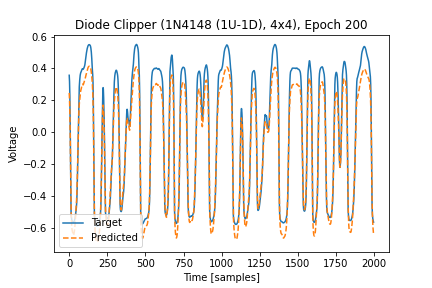 Diode Clipper (1N4148 (1U-1D), 4x4), Epoch 200
0.6
0.4
0.2
0.0
−0.2
−0.4
−0.6
Voltage
Target
Predicted
0 250 500 750 1000 1250 1500 1750 2000
Time [samples]